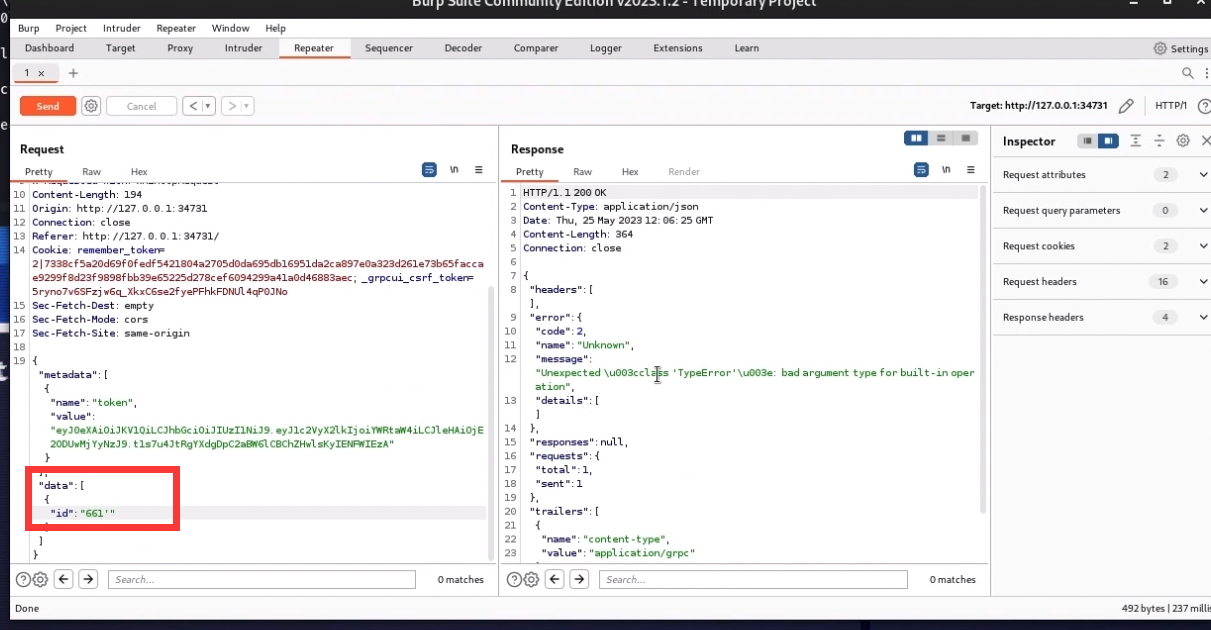 Burp Suite Community Edition v2023.1.2 - Temporary Project
Burp Project Intruder Repeater Window Help
Dashboard Target Proxy Intruder Repeater Sequencer Decoder Comparer Logger Extensions Learn Settings
1 × +
Send Cancel < > Target: http://127.0.0.1:34731 HTTP/1 ?
Request
Pretty Raw Hex \n
10 Content-Length: 194
11 Origin: http://127.0.0.1:34731
12 Connection: close
13 Referer: http://127.0.0.1:34731/
14 Cookie: remember_token=
2|7338cf5a20d69f0fedf5421804a2705d0da695db16951da2ca897e0a323d261e73b65facca
e9299f8d23f9898fbb39e65225d278cef6094299a41a0d46883aec; _grpcui_csrf_token=
5ryno7v6SFzjw6q_XkxC6se2fyePFhkFDNUl4qP0JNo
15 Sec-Fetch-Dest: empty
16 Sec-Fetch-Mode: cors
17 Sec-Fetch-Site: same-origin
18
19 {
"metadata":[
{
"name":"token",
"value":
"eyJ0eXAiOiJKV1QiLCJhbGciOiJIUzI1NiJ9.eyJ1c2VyX2lkIjoiYWRtaW4iLCJleHAiOjE
2ODUwMjYyNzJ9.t1s7u4JtRgYXdgDpC2aBW6lCBChZHwlsKyIENFWIEzA"
}
],
"data":[
{
"id":"661'"
]
}
Search... 0 matches
Response
Pretty Raw Hex Render \n
1 HTTP/1.1 200 OK
2 Content-Type: application/json
3 Date: Thu, 25 May 2023 12:06:25 GMT
4 Content-Length: 364
5 Connection: close
6
7 {
8 "headers":[
],
9 "error":{
10 "code":2,
11 "name":"Unknown",
12 "message":
"Unexpected \u003cclass 'TypeError'\u003e: bad argument type for built-in oper
ation",
13 "details":[
]
14 },
15 "responses":null,
16 "requests":{
17 "total":1,
18 "sent":1
19 },
20 "trailers":[
21 {
22 "name":"content-type",
23 "value":"application/grpc"
Search... 0 matches
Inspector
Request attributes 2
Request query parameters 0
Request cookies 2
Request headers 16
Response headers 4
Done 492 bytes | 237 millis